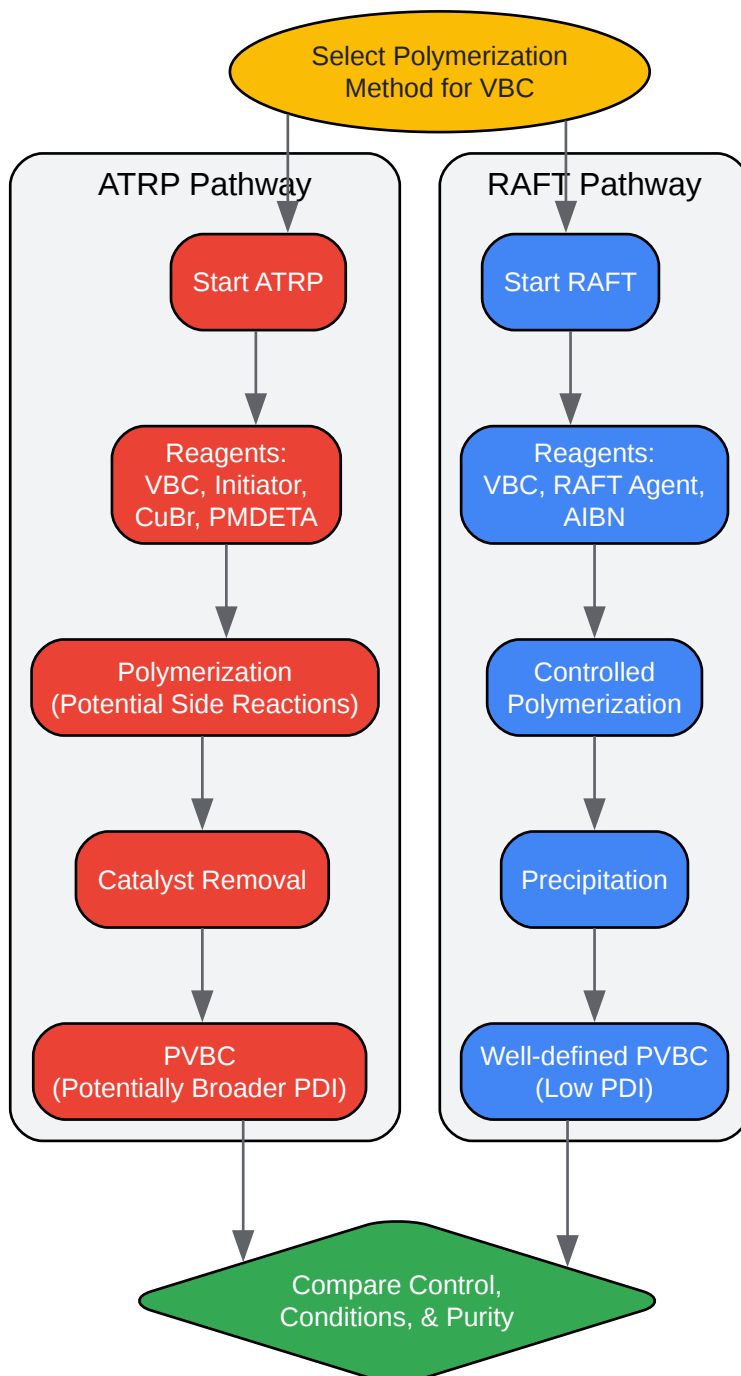 Select Polymerization
Method for VBC
ATRP Pathway
Start ATRP
Reagents:
VBC, Initiator,
CuBr, PMDETA
Polymerization
(Potential Side Reactions)
Catalyst Removal
PVBC
(Potentially Broader PDI)
RAFT Pathway
Start RAFT
Reagents:
VBC, RAFT Agent,
AIBN
Controlled
Polymerization
Precipitation
Well-defined PVBC
(Low PDI)
Compare Control,
Conditions, & Purity